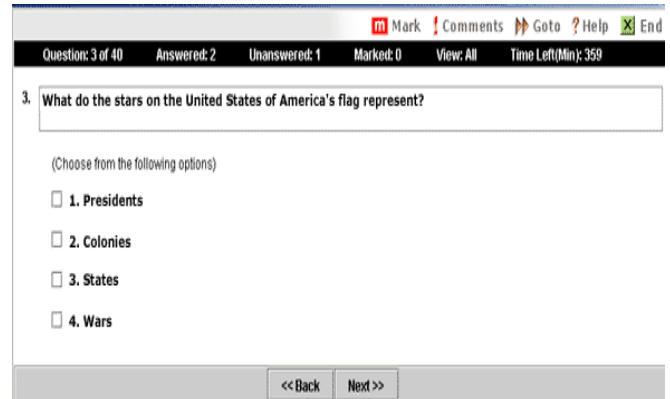 m Mark ! Comments Goto ? Help X End
Question: 3 of 40 Answered: 2 Unanswered: 1 Marked: 0 View: All Time Left(Min): 359
3. What do the stars on the United States of America's flag represent?
(Choose from the following options)
1. Presidents
2. Colonies
3. States
4. Wars
<< Back Next >>